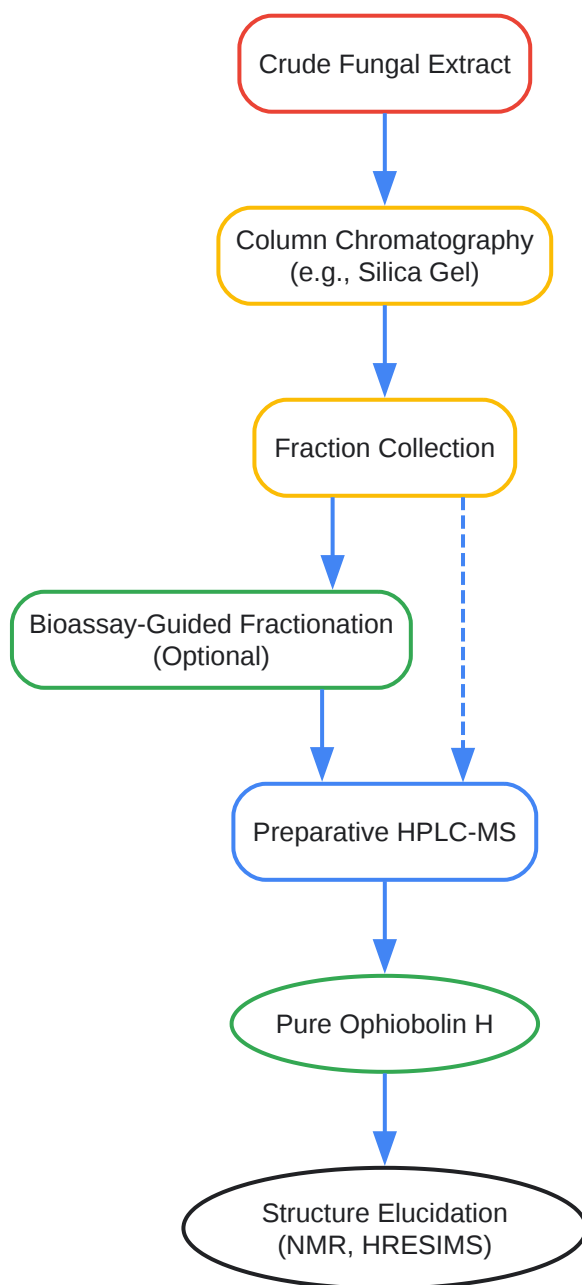 Crude Fungal Extract
Column Chromatography
(e.g., Silica Gel)
Fraction Collection
Bioassay-Guided Fractionation
(Optional)
Preparative HPLC-MS
Pure Ophiobolin H
Structure Elucidation
(NMR, HRESIMS)